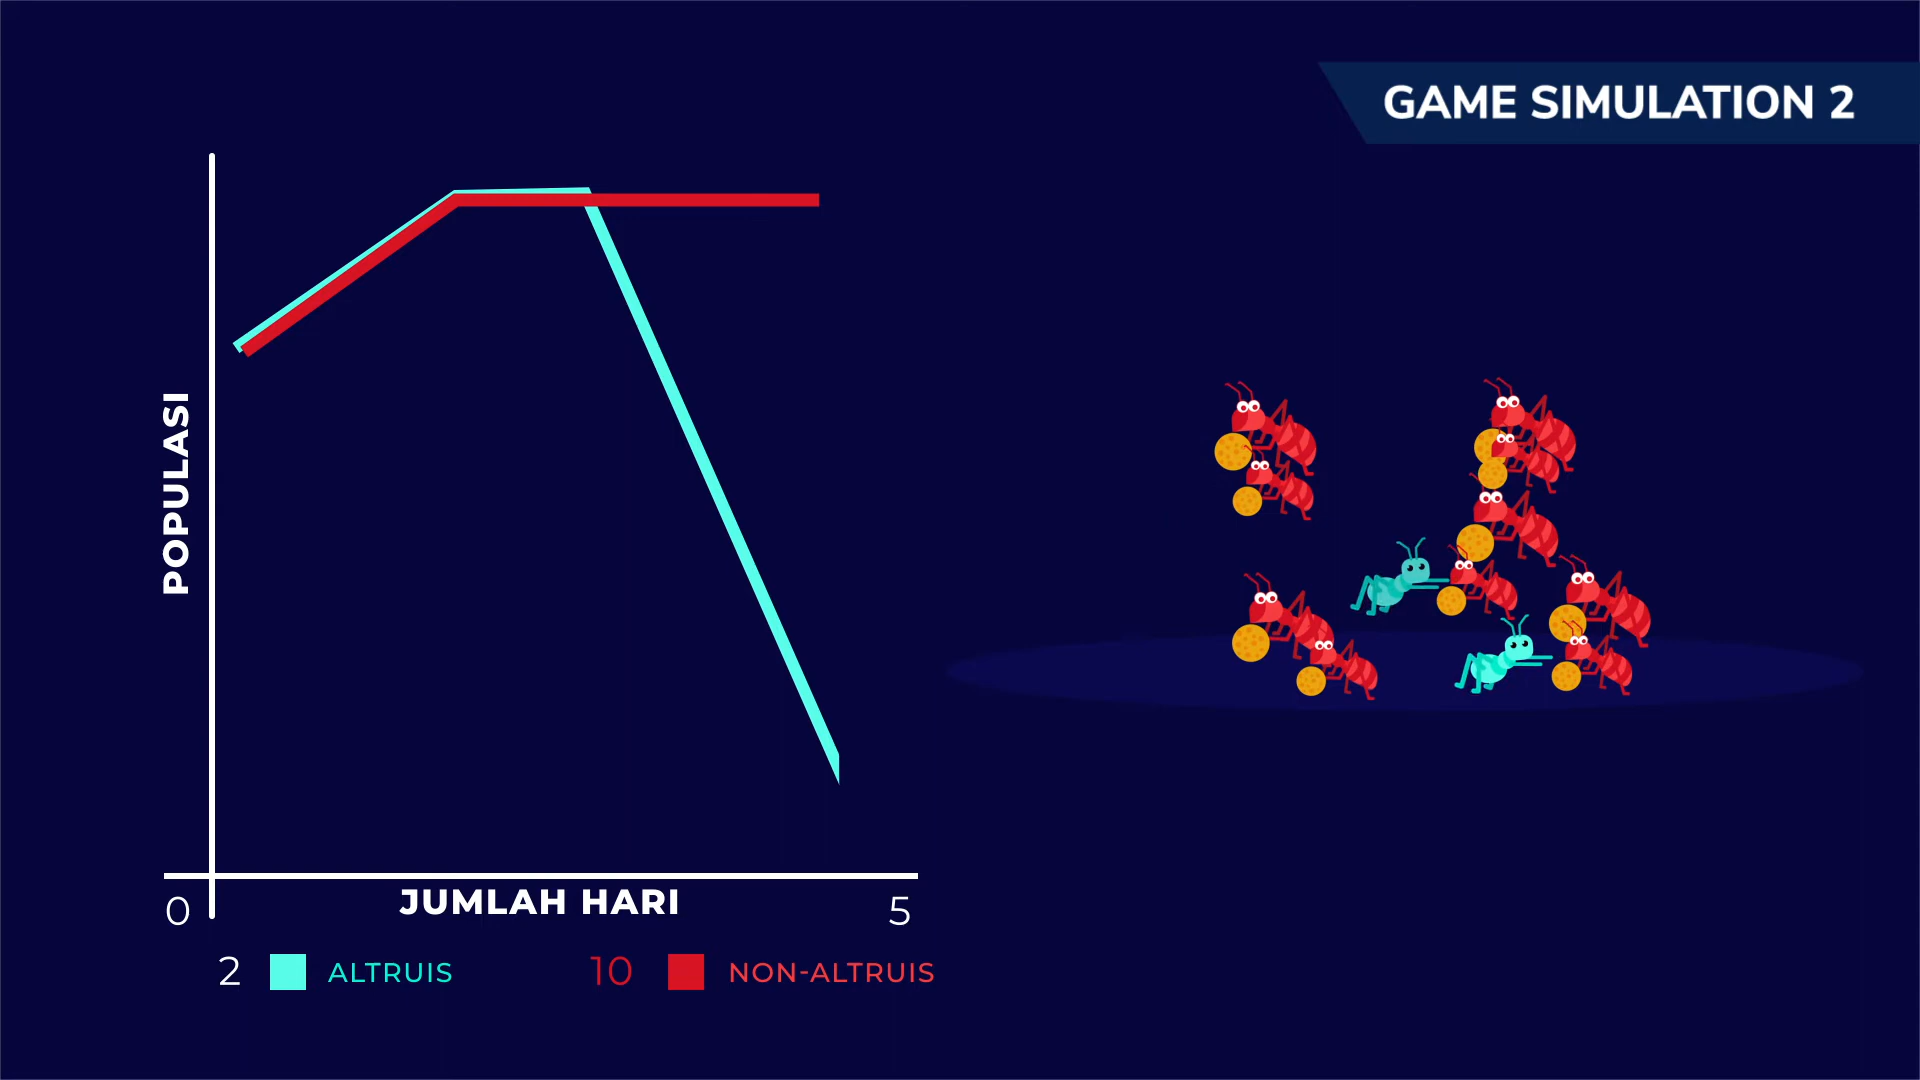 GAME SIMULATION 2
POPULASI
0
JUMLAH HARI
5
2 ALTRUIS
10 NON-ALTRUIS